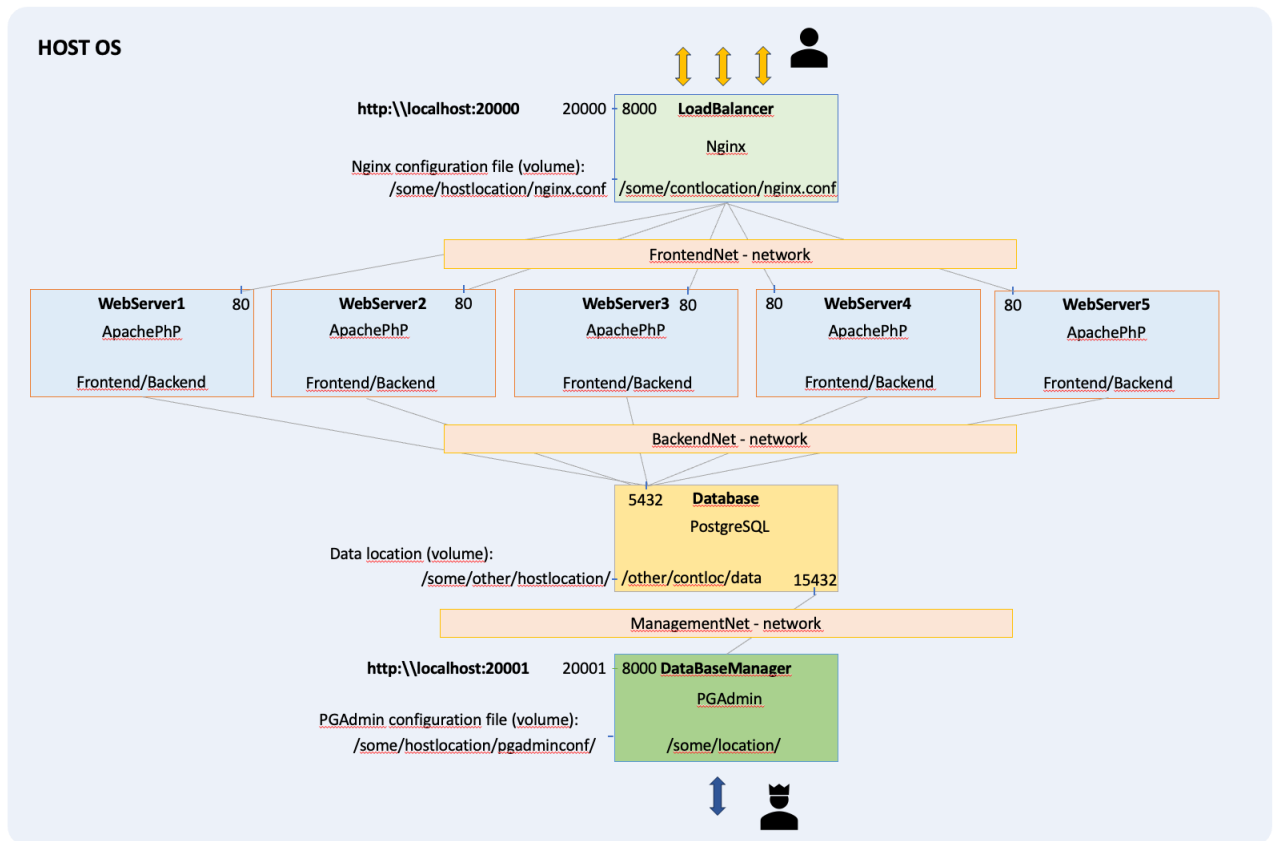 HOST OS
http:\\localhost:20000 20000 8000 LoadBalancer
Nginx
Nginx configuration file (volume):
/some/hostlocation/nginx.conf /some/contlocation/nginx.conf
FrontendNet - network
WebServer1 80 WebServer2 80 WebServer3 80 80 WebServer4 80 WebServer5
ApachePhP ApachePhP ApachePhP ApachePhP ApachePhP
Frontend/Backend Frontend/Backend Frontend/Backend Frontend/Backend Frontend/Backend
BackendNet - network
5432 Database
PostgreSQL
Data location (volume):
/some/other/hostlocation/ /other/contloc/data 15432
ManagementNet - network
http:\\localhost:20001 20001 8000 DataBaseManager
PGAdmin
PGAdmin configuration file (volume):
/some/hostlocation/pgadminconf/ /some/location/